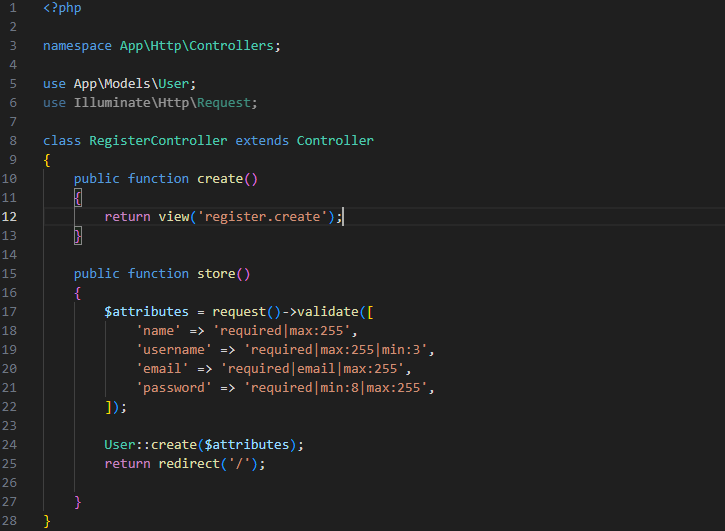 1 <?php
2
3 namespace App\Http\Controllers;
4
5 use App\Models\User;
6 use Illuminate\Http\Request;
7
8 class RegisterController extends Controller
9 {
10     public function create()
11     {
12         return view('register.create');
13     }
14
15     public function store()
16     {
17         $attributes = request()->validate([
18             'name' => 'required|max:255',
19             'username' => 'required|max:255|min:3',
20             'email' => 'required|email|max:255',
21             'password' => 'required|min:8|max:255',
22         ]);
23
24         User::create($attributes);
25         return redirect('/');
26
27     }
28 }